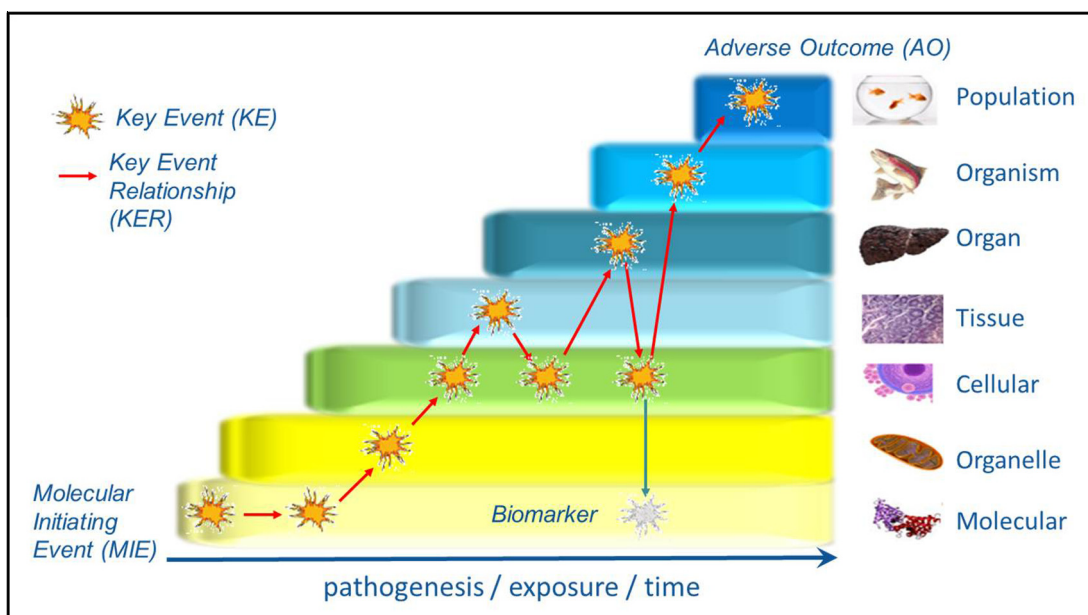 Adverse Outcome (AO)
Key Event (KE)
Key Event
Relationship
(KER)
Population
Organism
Organ
Tissue
Cellular
Organelle
Molecular
Molecular
Initiating
Event (MIE)
Biomarker
pathogenesis / exposure / time